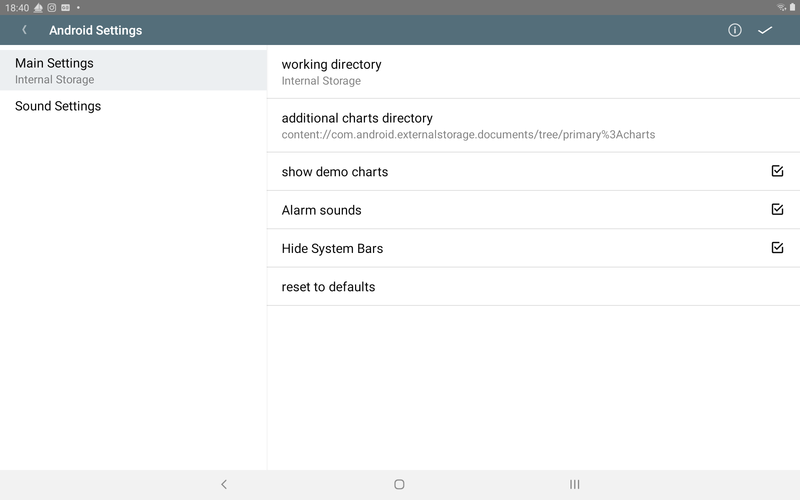 18:40
Android Settings
Main Settings
Internal Storage
Sound Settings
working directory
Internal Storage
additional charts directory
content://com.android.externalstorage.documents/tree/primary%3Acharts
show demo charts
Alarm sounds
Hide System Bars
reset to defaults